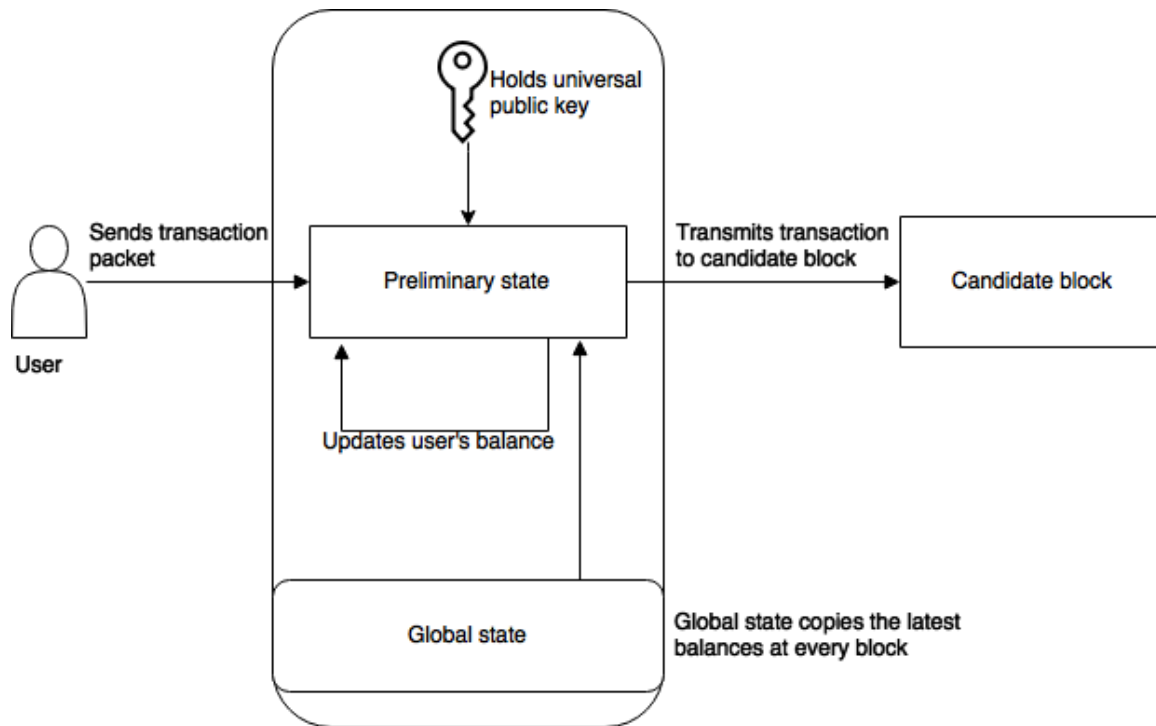 Holds universal
public key
Sends transaction
packet
User
Preliminary state
Transmits transaction
to candidate block
Candidate block
Updates user's balance
Global state
Global state copies the latest
balances at every block